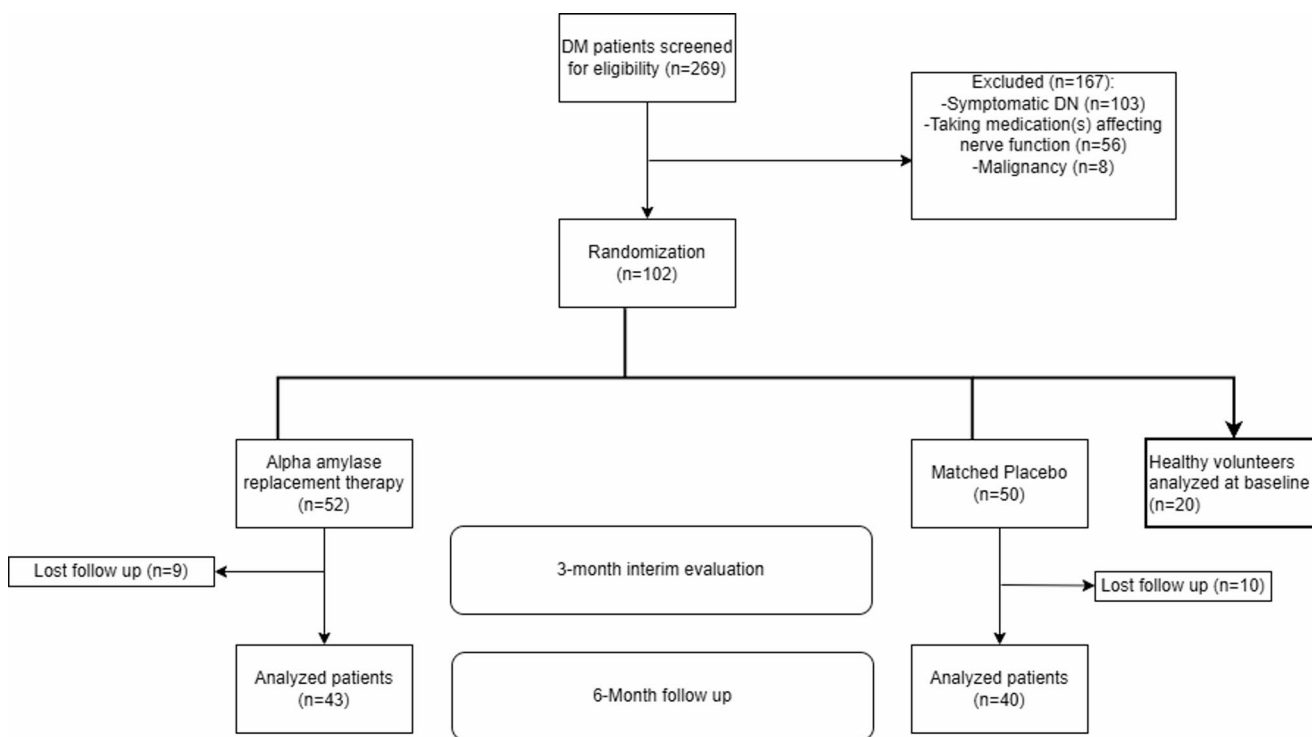 DM patients screened
for eligibility (n=269)
Excluded (n=167):
-Symptomatic DN (n=103)
-Taking medication(s) affecting
nerve function (n=56)
-Malignancy (n=8)
Randomization
(n=102)
Alpha amylase
replacement therapy
(n=52)
Matched Placebo
(n=50)
Healthy volunteers
analyzed at baseline
(n=20)
Lost follow up (n=9)
3-month interim evaluation
Lost follow up (n=10)
Analyzed patients
(n=43)
6-Month follow up
Analyzed patients
(n=40)